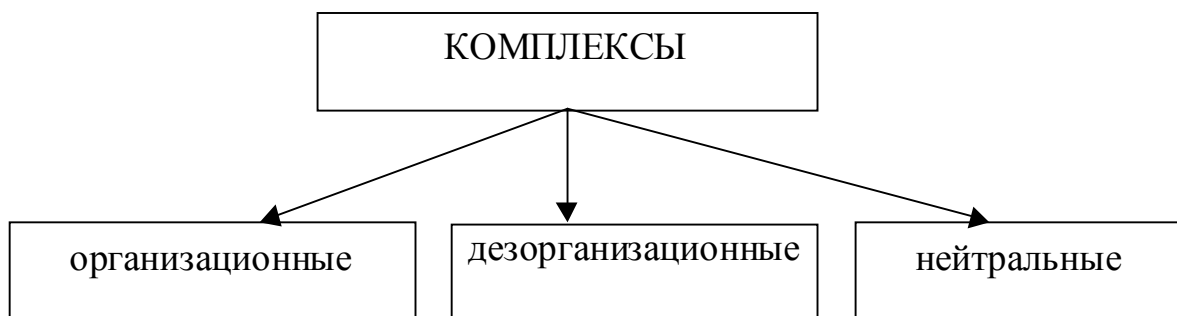 КОМПЛЕКСЫ
организационные
дезорганизационные
нейтральные